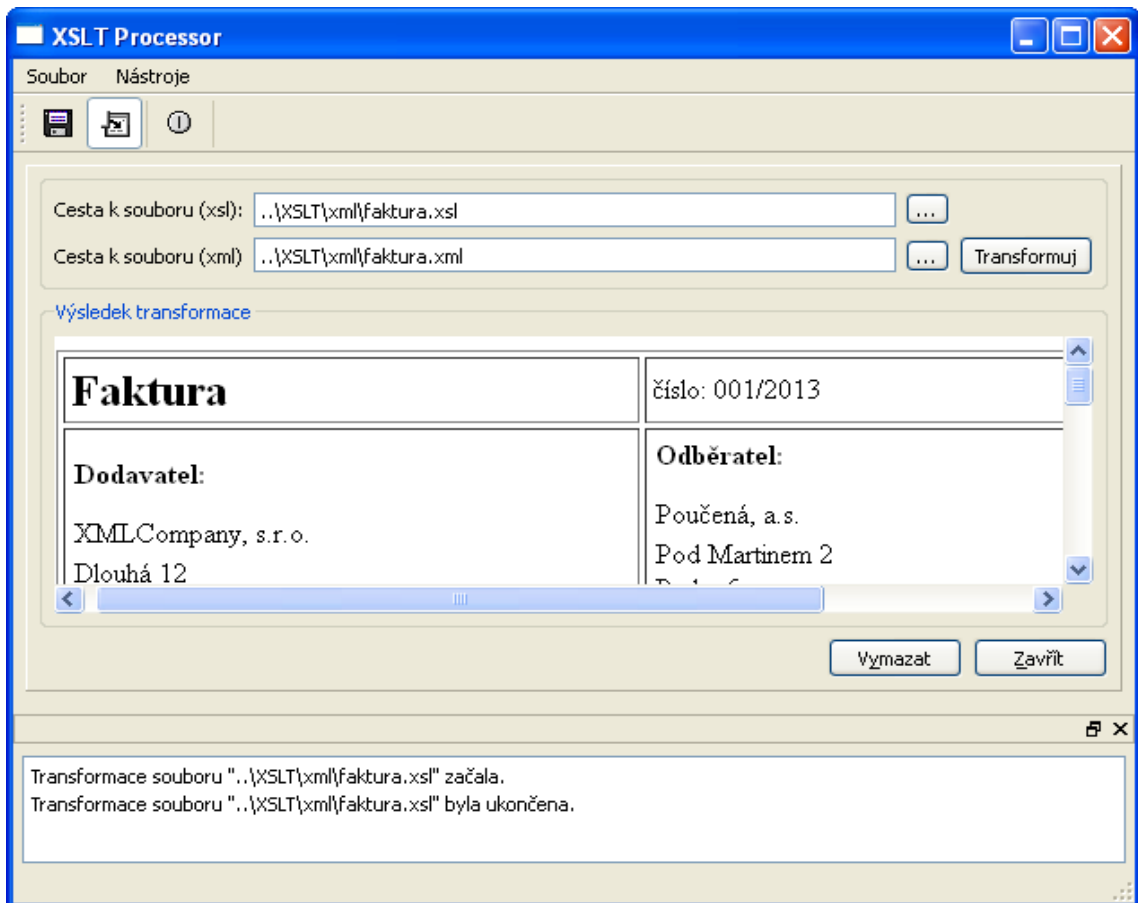 XSLT Processor
Soubor Nástroje
Cesta k souboru (xsl): ..\XSLT\xml\faktura.xsl ...
Cesta k souboru (xml) ..\XSLT\xml\faktura.xml ... Transformuj
Výsledek transformace
Faktura číslo: 001/2013
Odběratel:
Dodavatel:
Poučená, a.s.
XMLCompany, s.r.o.
Pod Martinem 2
Dlouhá 12
Vymazat Zavřít
Transformace souboru "..\XSLT\xml\faktura.xsl" začala.
Transformace souboru "..\XSLT\xml\faktura.xsl" byla ukončena.